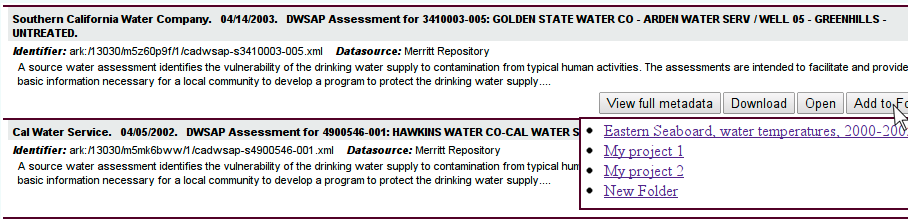 Southern California Water Company. 04/14/2003. DWSAP Assessment for 3410003-005: GOLDEN STATE WATER CO - ARDEN WATER SERV / WELL 05 - GREENHILLS -
UNTREATED.
Identifier: ark:/13030/m5z60p9f/1/cadwsap-s3410003-005.xml Datasource: Merritt Repository
A source water assessment identifies the vulnerability of the drinking water supply to contamination from typical human activities. The assessments are intended to facilitate and provide
basic information necessary for a local community to develop a program to protect the drinking water supply....
View full metadata Download Open Add to Fo
Cal Water Service. 04/05/2002. DWSAP Assessment for 4900546-001: HAWKINS WATER CO-CAL WATER S
Identifier: ark:/13030/m5mk6bww/1/cadwsap-s4900546-001.xml Datasource: Merritt Repository
A source water assessment identifies the vulnerability of the drinking water supply to contamination from typical hum
basic information necessary for a local community to develop a program to protect the drinking water supply....
Eastern Seaboard, water temperatures, 2000-200
My project 1
My project 2
New Folder